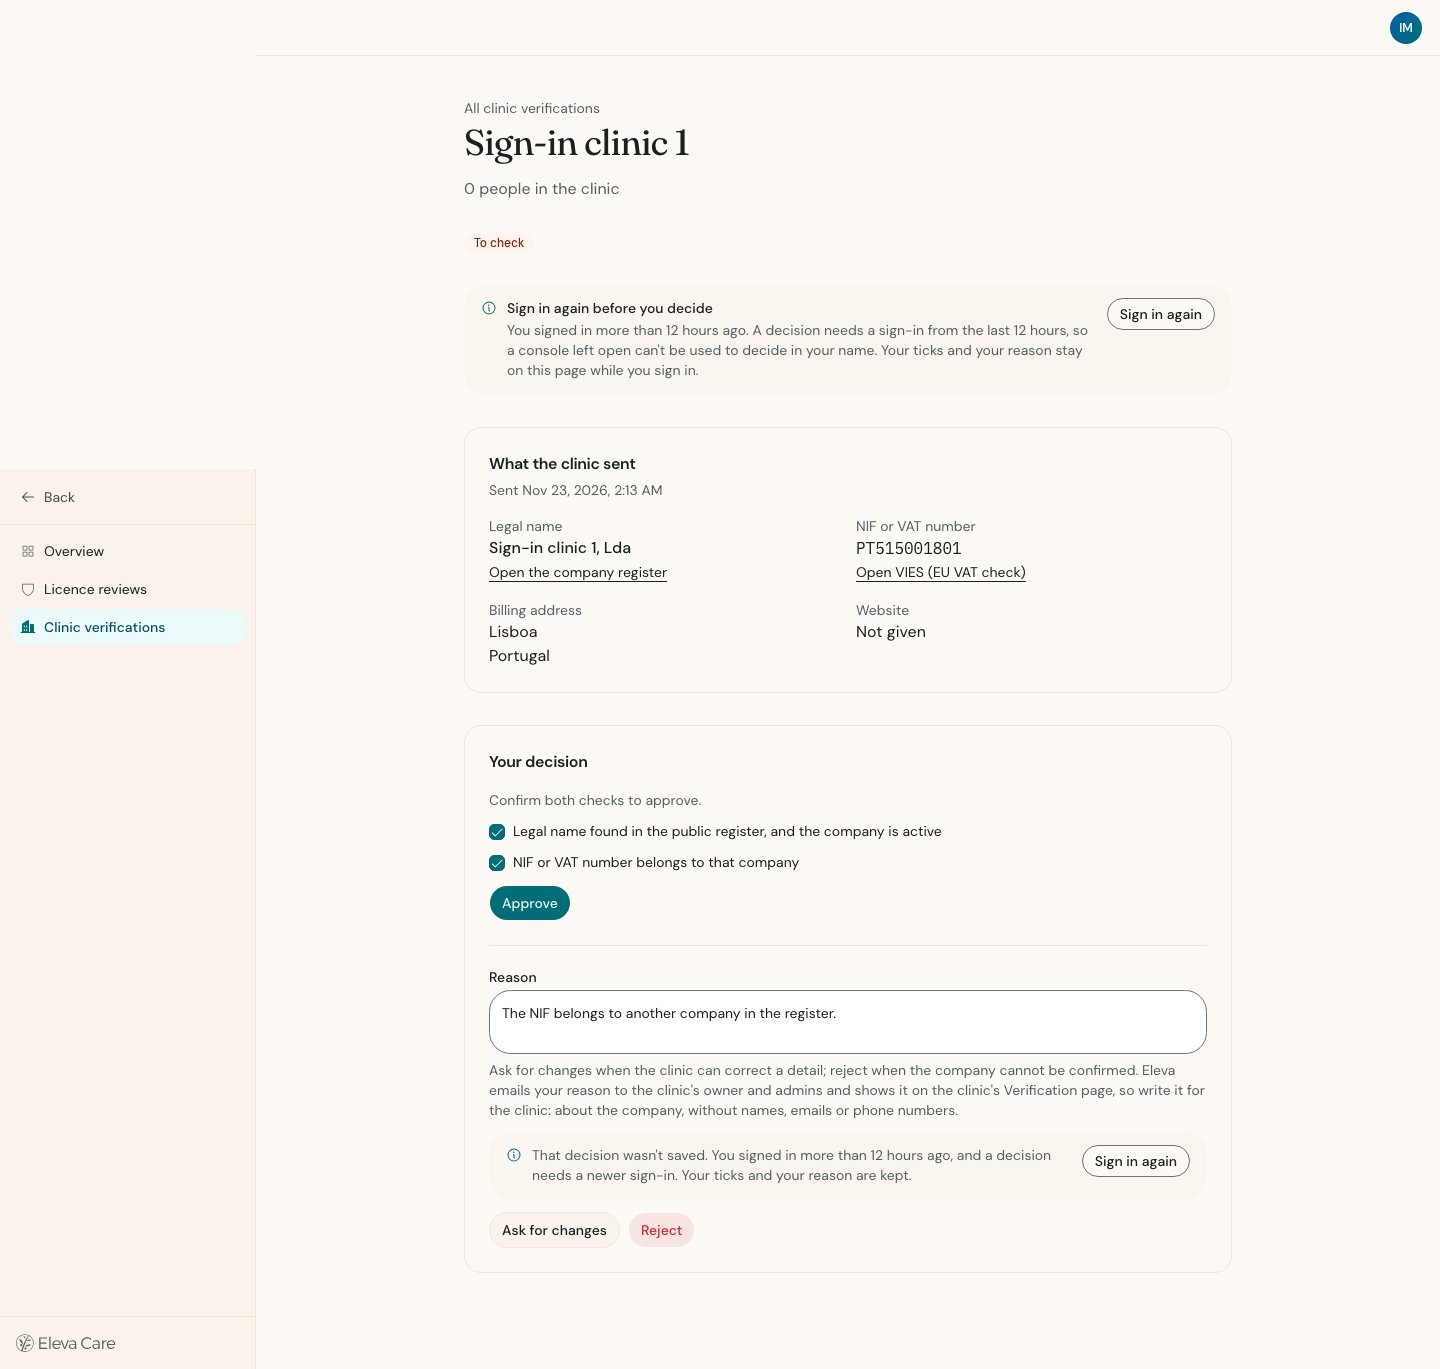 IM
All clinic verifications
Sign-in clinic 1
0 people in the clinic
To check
Sign in again before you decide
You signed in more than 12 hours ago. A decision needs a sign-in from the last 12 hours, so
a console left open can't be used to decide in your name. Your ticks and your reason stay
on this page while you sign in.
Sign in again
Back
Overview
Licence reviews
Clinic verifications
What the clinic sent
Sent Nov 23, 2026, 2:13 AM
Legal name
Sign-in clinic 1, Lda
Open the company register
NIF or VAT number
PT515001801
Open VIES (EU VAT check)
Billing address
Lisboa
Portugal
Website
Not given
Your decision
Confirm both checks to approve.
Legal name found in the public register, and the company is active
NIF or VAT number belongs to that company
Approve
Reason
The NIF belongs to another company in the register.
Ask for changes when the clinic can correct a detail; reject when the company cannot be confirmed. Eleva
emails your reason to the clinic's owner and admins and shows it on the clinic's Verification page, so write it for
the clinic: about the company, without names, emails or phone numbers.
That decision wasn't saved. You signed in more than 12 hours ago, and a decision
needs a newer sign-in. Your ticks and your reason are kept.
Sign in again
Ask for changes
Reject
Eleva Care